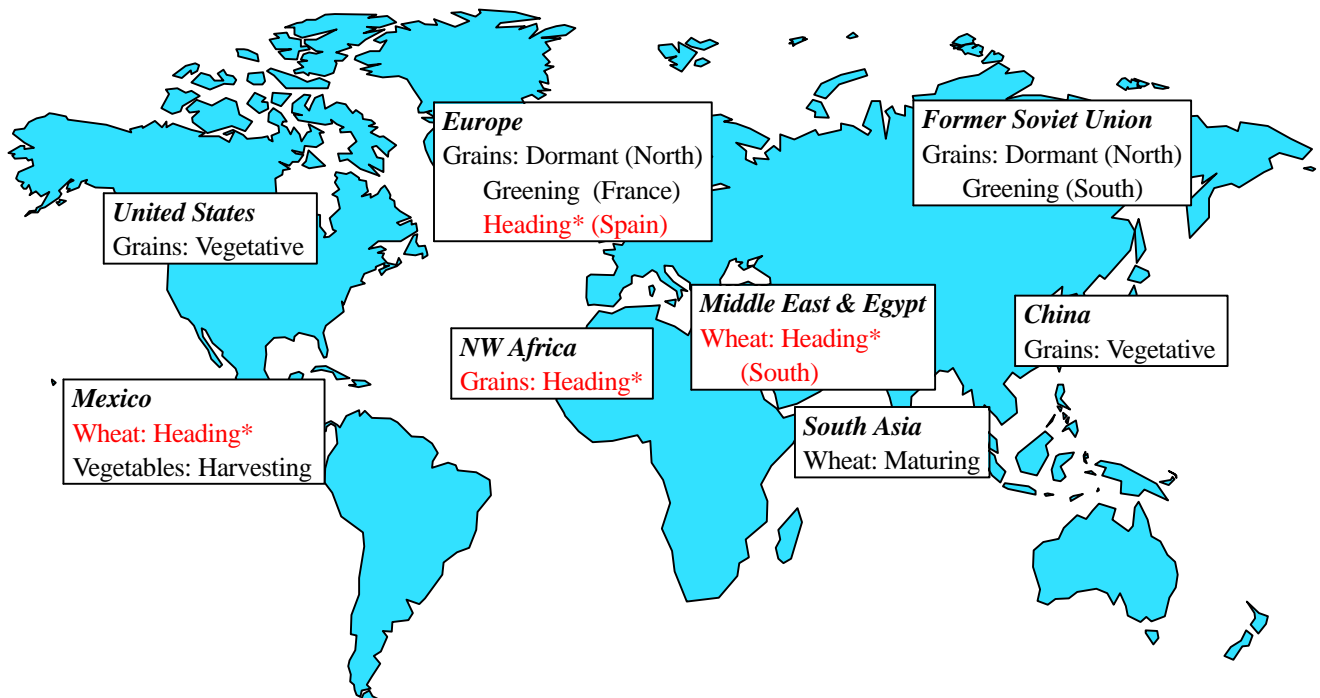 Europe
Grains: Dormant (North)
Greening (France)
Heading* (Spain)
Former Soviet Union
Grains: Dormant (North)
Greening (South)
United States
Grains: Vegetative
Middle East & Egypt
Wheat: Heading*
(South)
China
Grains: Vegetative
NW Africa
Grains: Heading*
Mexico
Wheat: Heading*
Vegetables: Harvesting
South Asia
Wheat: Maturing